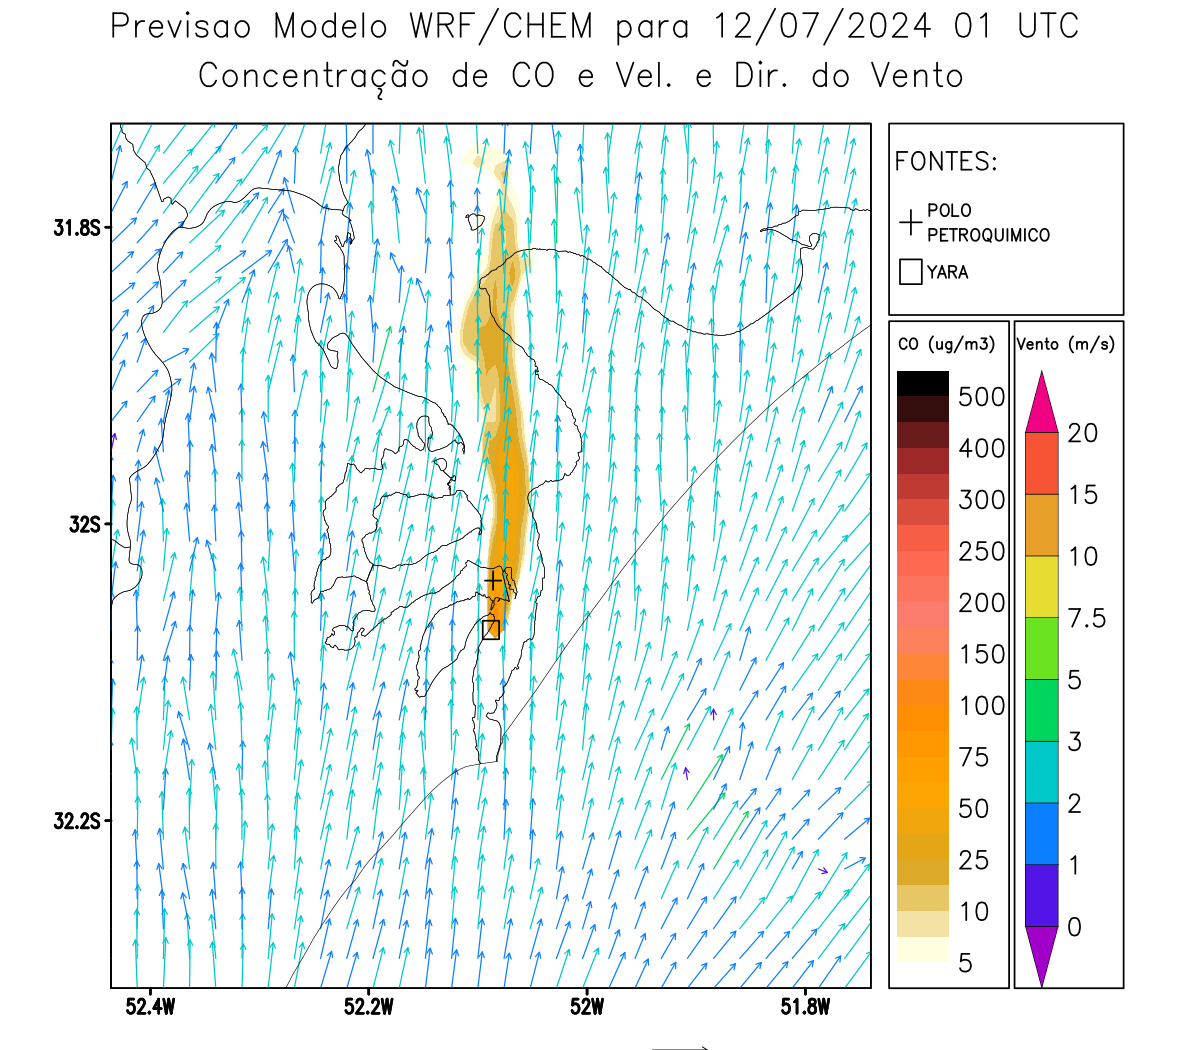 Previsao Modelo WRF/CHEM para 12/07/2024 01 UTC
Concentração de CO e Vel. e Dir. do Vento
FONTES:
POLO
PETROQUIMICO
YARA
31.8S
32S
32.2S
52.4W
52.2W
52W
51.8W
CO (ug/m3)
500
400
300
250
200
150
100
75
50
25
10
5
Vento (m/s)
20
15
10
7.5
5
3
2
1
0